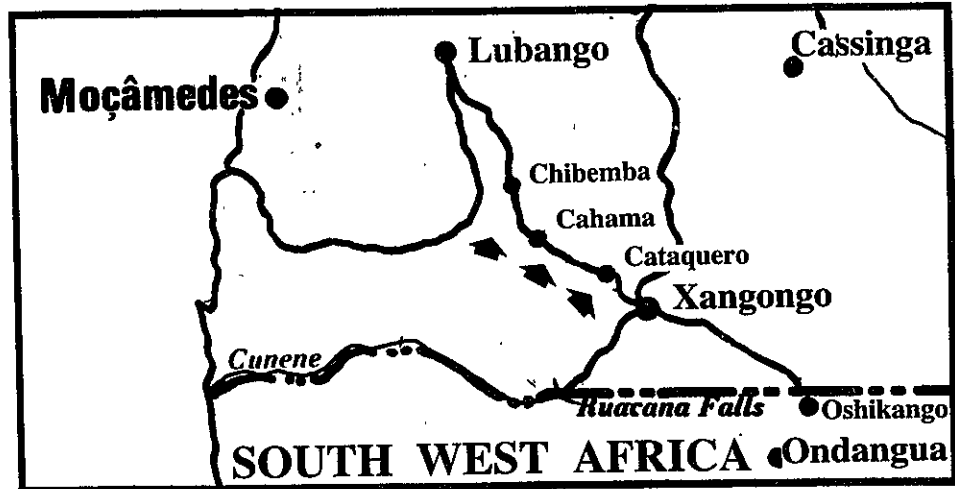 Lubango
Cassinga
Moçâmedes
Chibemba
Cahama
Cataquero
Xangongo
Cunene
Ruacana Falls
Oshikango
SOUTH WEST AFRICA
Ondangua